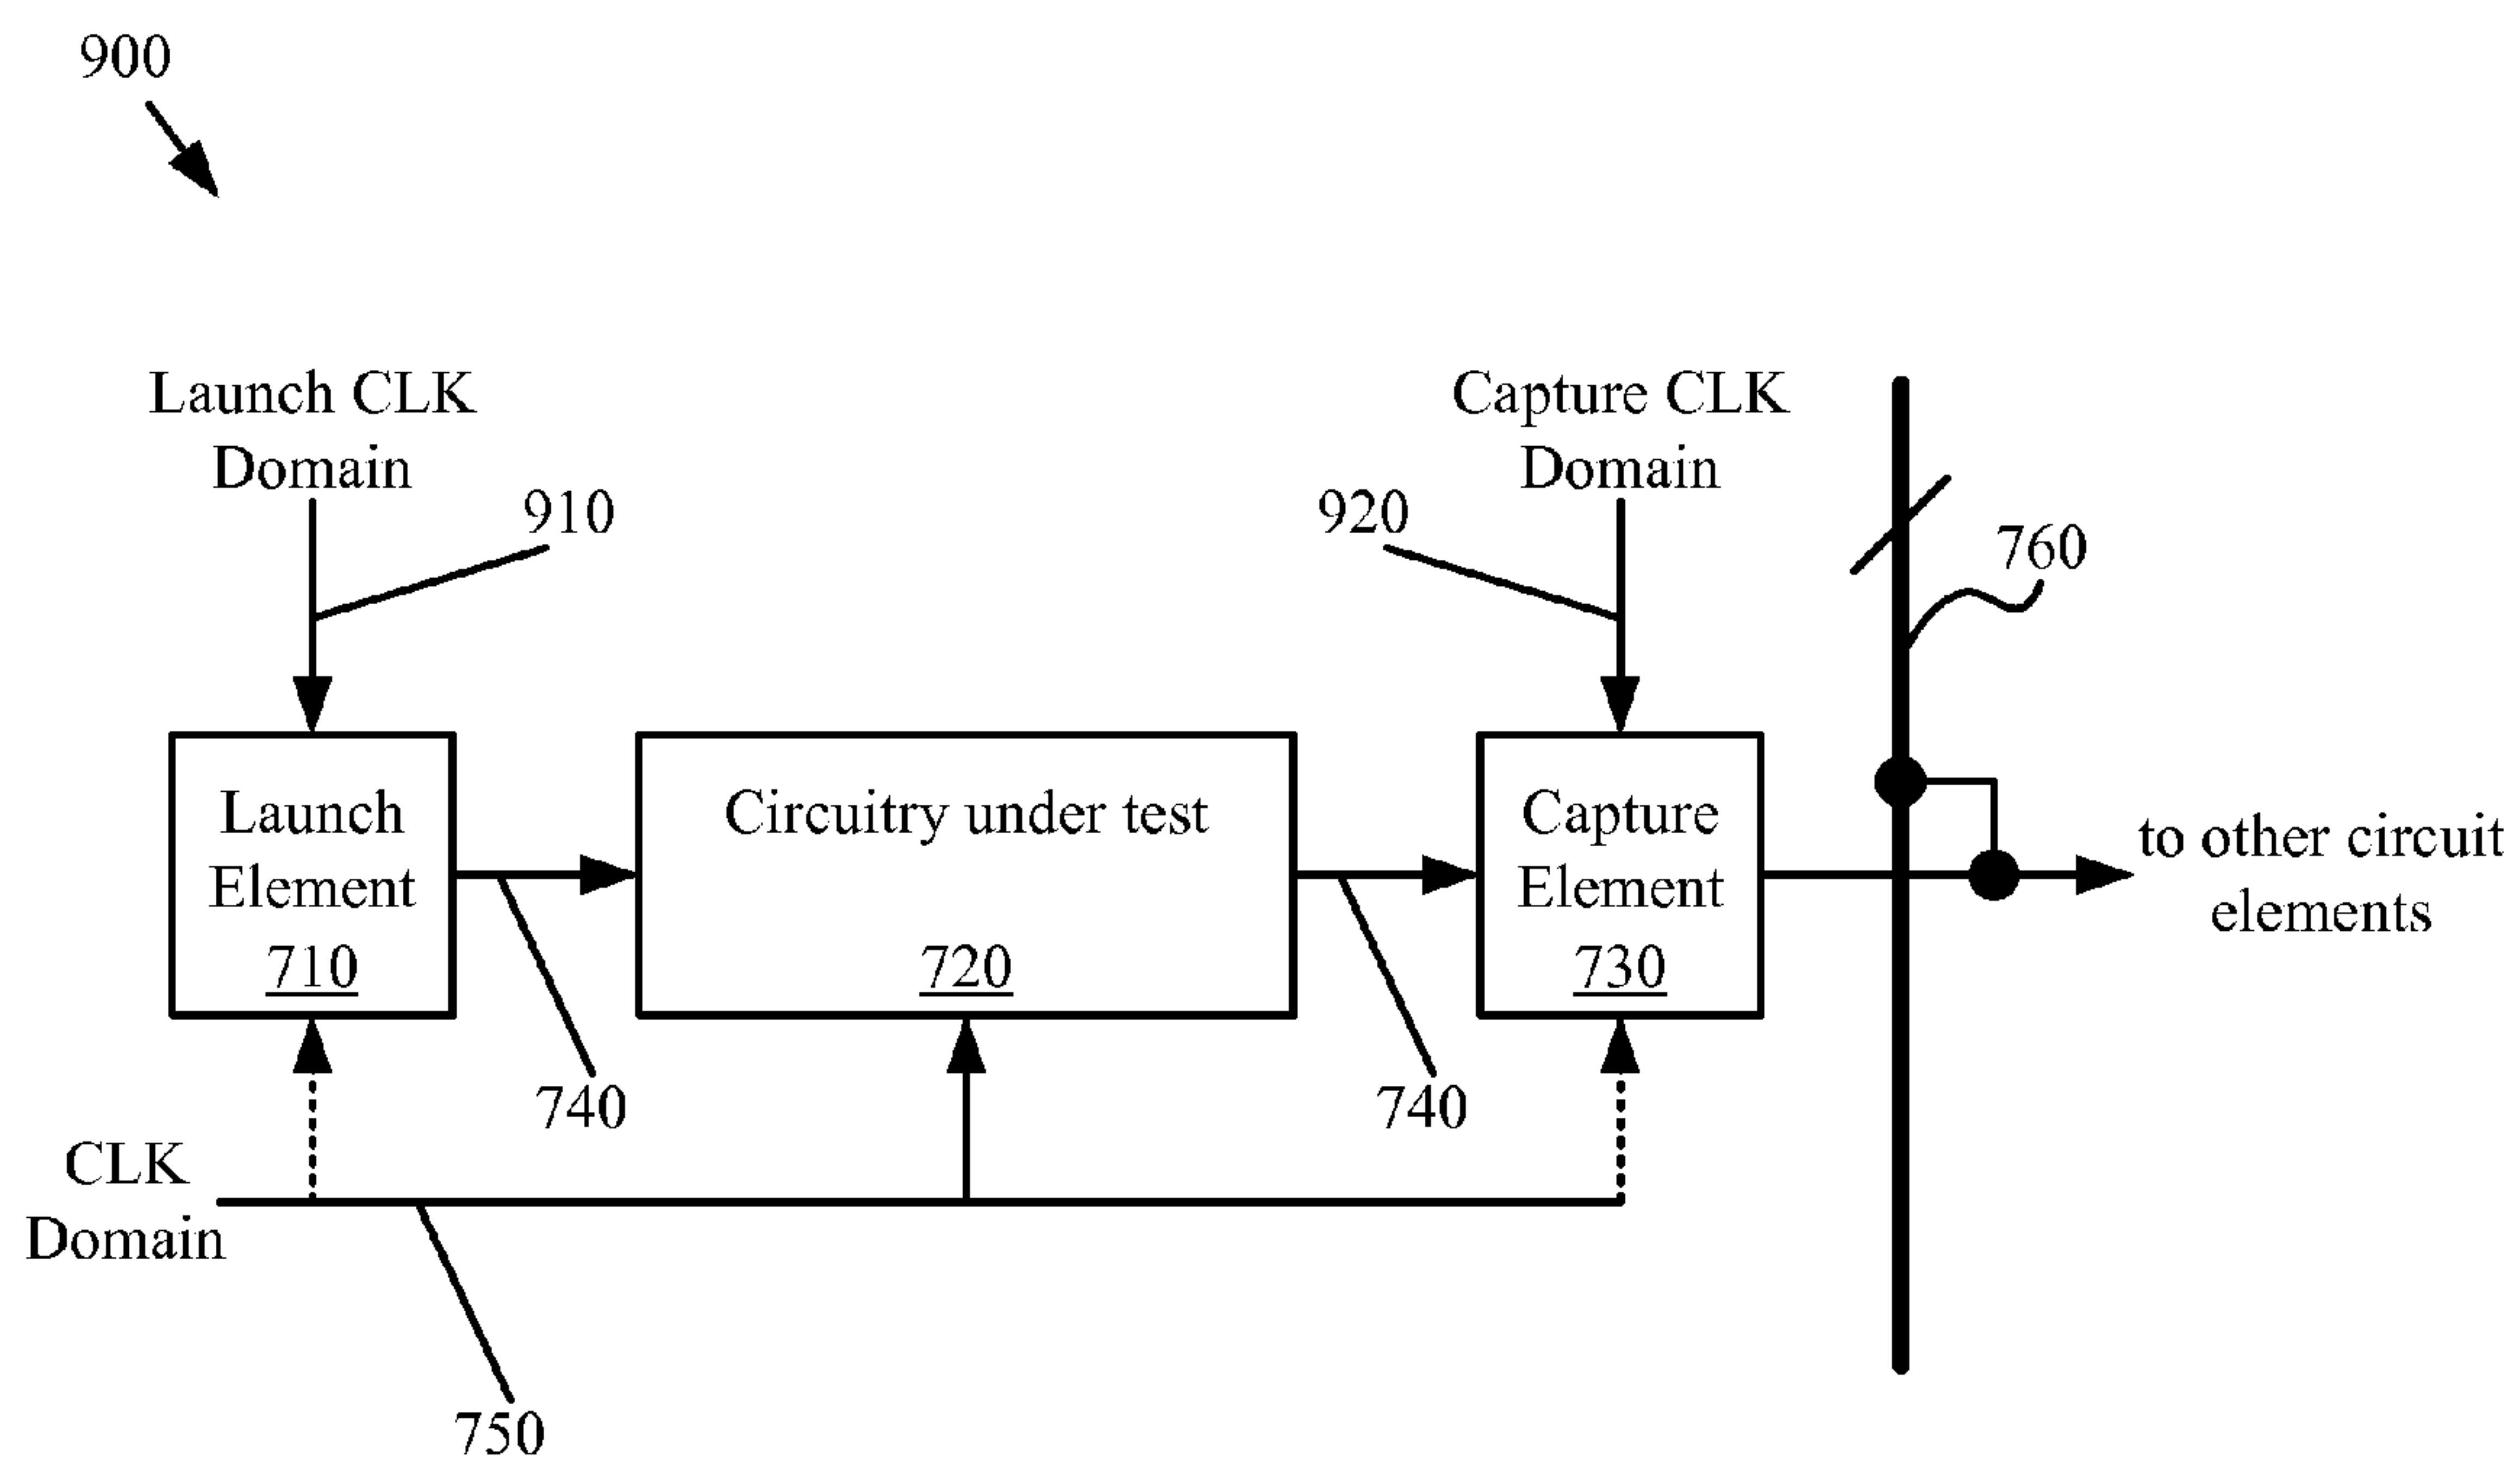 900
Launch CLK
Domain
910
Capture CLK
Domain
920
760
Launch
Element
710
Circuitry under test
720
Capture
Element
730
to other circuit
elements
740
740
CLK
Domain
750